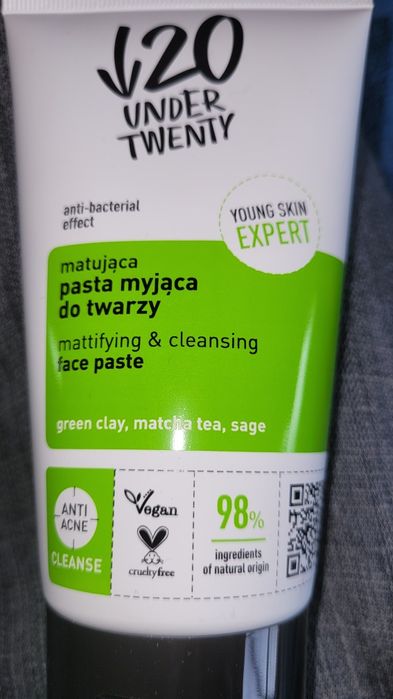 20
UNDER
TWENTY
anti-bacterial
effect
YOUNG SKIN
EXPERT
matująca
pasta myjąca
do twarzy
mattifying & cleansing
face paste
green clay, matcha tea, sage
ANTI
ACNE
CLEANSE
Vegan
crueltyfree
98%
ingredients
of natural origin